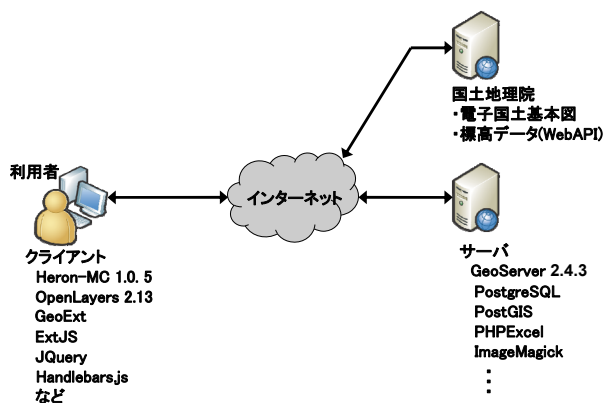 国土地理院
・電子国土基本図
・標高データ(WebAPI)
利用者
インターネット
クライアント
Heron-MC 1.0.5
OpenLayers 2.13
GeoExt
ExtJS
JQuery
Handlebars.js
など
サーバ
GeoServer 2.4.3
PostgreSQL
PostGIS
PHPExcel
ImageMagick
⋮